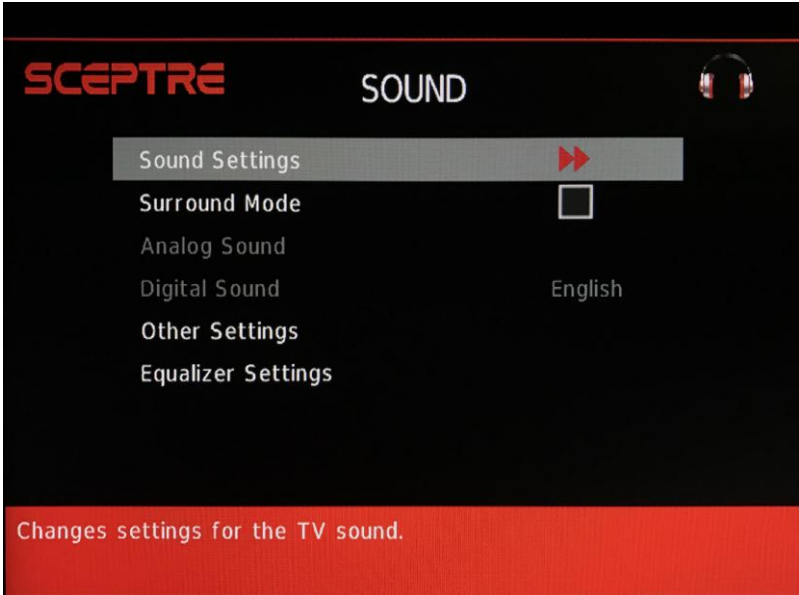 SCEPTRE
SOUND
Sound Settings
Surround Mode
Analog Sound
Digital Sound English
Other Settings
Equalizer Settings
Changes settings for the TV sound.